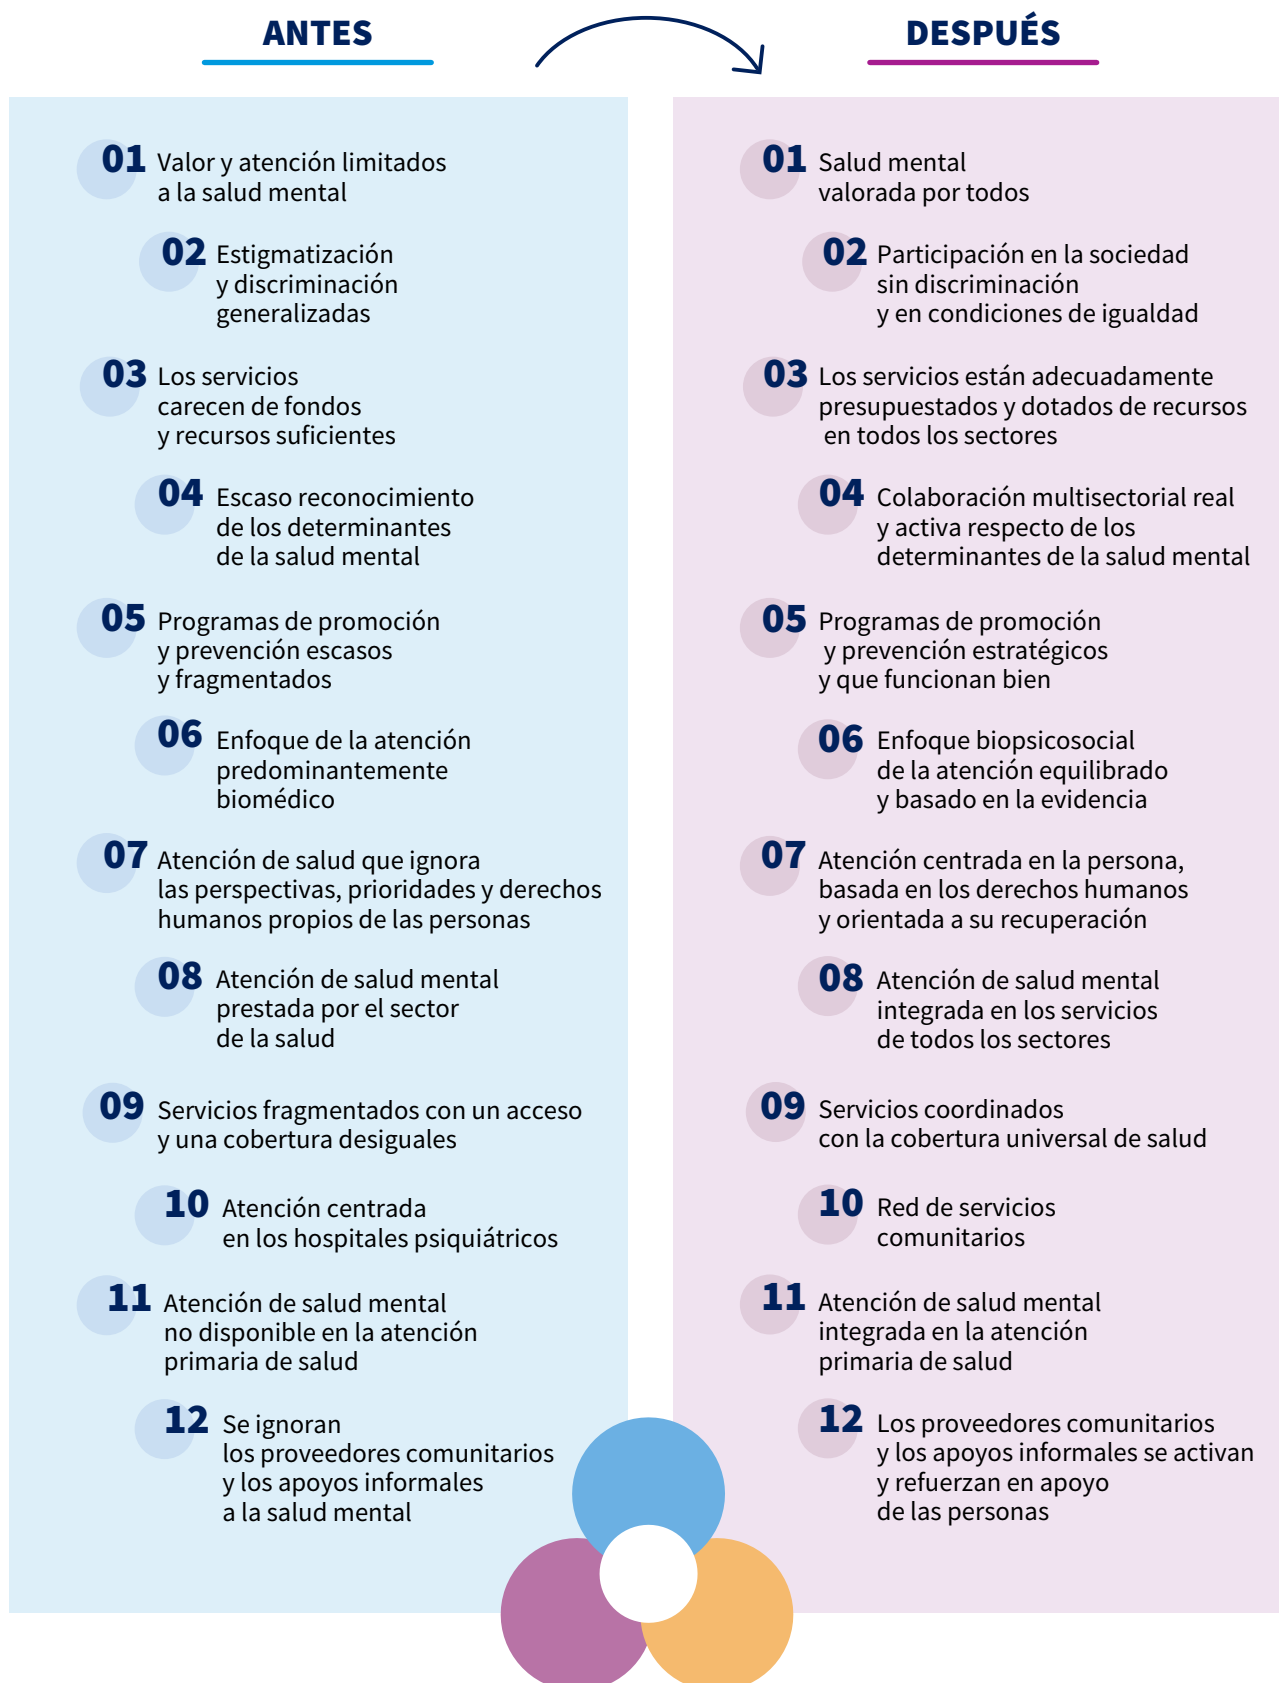 ANTES
01 Valor y atención limitados
a la salud mental
02 Estigmatización
y discriminación
generalizadas
03 Los servicios
carecen de fondos
y recursos suficientes
04 Escaso reconocimiento
de los determinantes
de la salud mental
05 Programas de promoción
y prevención escasos
y fragmentados
06 Enfoque de la atención
predominantemente
biomédico
07 Atención de salud que ignora
las perspectivas, prioridades y derechos
humanos propios de las personas
08 Atención de salud mental
prestada por el sector
de la salud
09 Servicios fragmentados con un acceso
y una cobertura desiguales
10 Atención centrada
en los hospitales psiquiátricos
11 Atención de salud mental
no disponible en la atención
primaria de salud
12 Se ignoran
los proveedores comunitarios
y los apoyos informales
a la salud mental
DESPUÉS
01 Salud mental
valorada por todos
02 Participación en la sociedad
sin discriminación
y en condiciones de igualdad
03 Los servicios están adecuadamente
presupuestados y dotados de recursos
en todos los sectores
04 Colaboración multisectorial real
y activa respecto de los
determinantes de la salud mental
05 Programas de promoción
y prevención estratégicos
y que funcionan bien
06 Enfoque biopsicosocial
de la atención equilibrado
y basado en la evidencia
07 Atención centrada en la persona,
basada en los derechos humanos
y orientada a su recuperación
08 Atención de salud mental
integrada en los servicios
de todos los sectores
09 Servicios coordinados
con la cobertura universal de salud
10 Red de servicios
comunitarios
11 Atención de salud mental
integrada en la atención
primaria de salud
12 Los proveedores comunitarios
y los apoyos informales se activan
y refuerzan en apoyo
de las personas